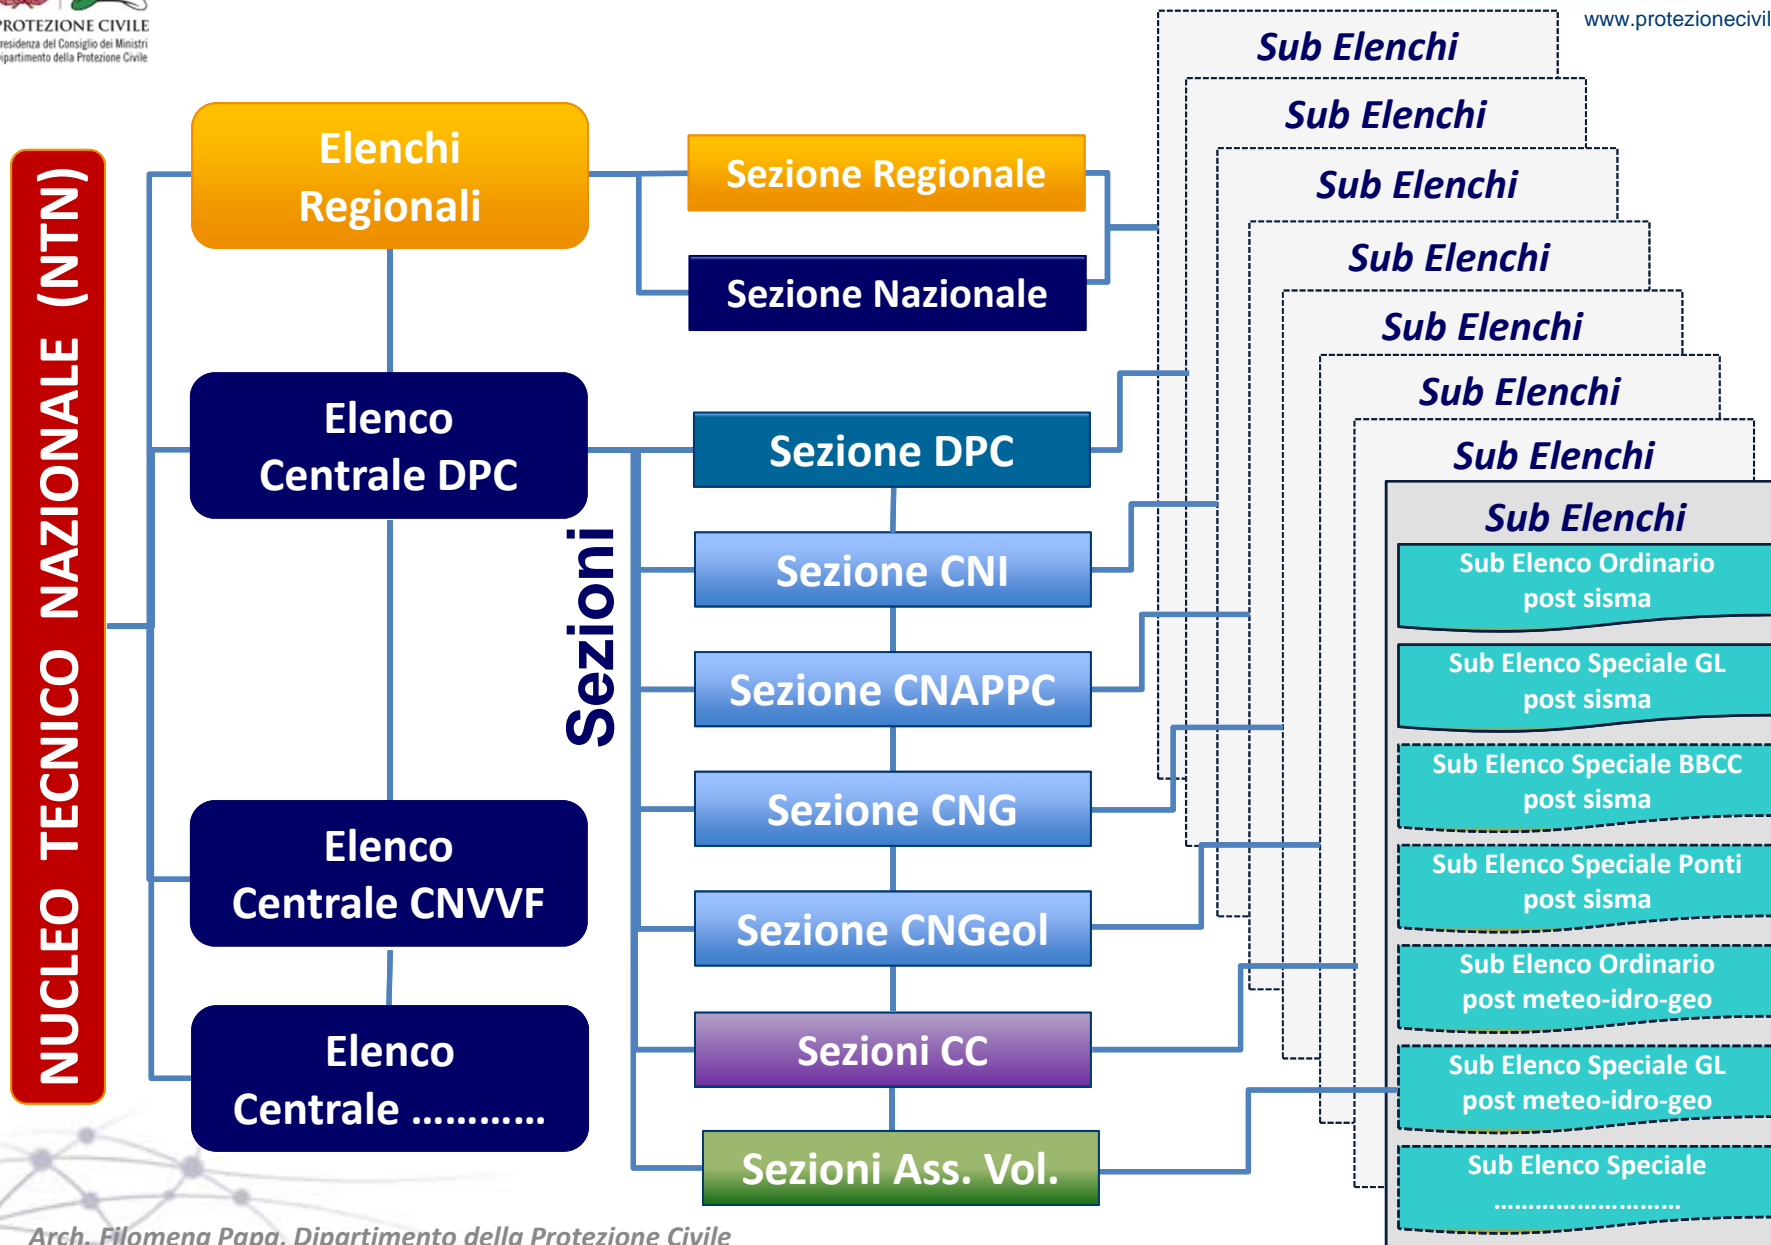 PROTEZIONE CIVILE
Presidenza del Consiglio dei Ministri
Dipartimento della Protezione Civile
www.protezionecivil
NUCLEO TECNICO NAZIONALE (NTN)
Elenchi
Regionali
Elenco
Centrale DPC
Elenco
Centrale CNVVF
Elenco
Centrale …………
Sezioni
Sezione Regionale
Sezione Nazionale
Sezione DPC
Sezione CNI
Sezione CNAPPC
Sezione CNG
Sezione CNGeol
Sezioni CC
Sezioni Ass. Vol.
Sub Elenchi
Sub Elenchi
Sub Elenchi
Sub Elenchi
Sub Elenchi
Sub Elenchi
Sub Elenchi
Sub Elenchi
Sub Elenco Ordinario
post sisma
Sub Elenco Speciale GL
post sisma
Sub Elenco Speciale BBCC
post sisma
Sub Elenco Speciale Ponti
post sisma
Sub Elenco Ordinario
post meteo-idro-geo
Sub Elenco Speciale GL
post meteo-idro-geo
Sub Elenco Speciale
………………………
Arch. Filomena Papa, Dipartimento della Protezione Civile